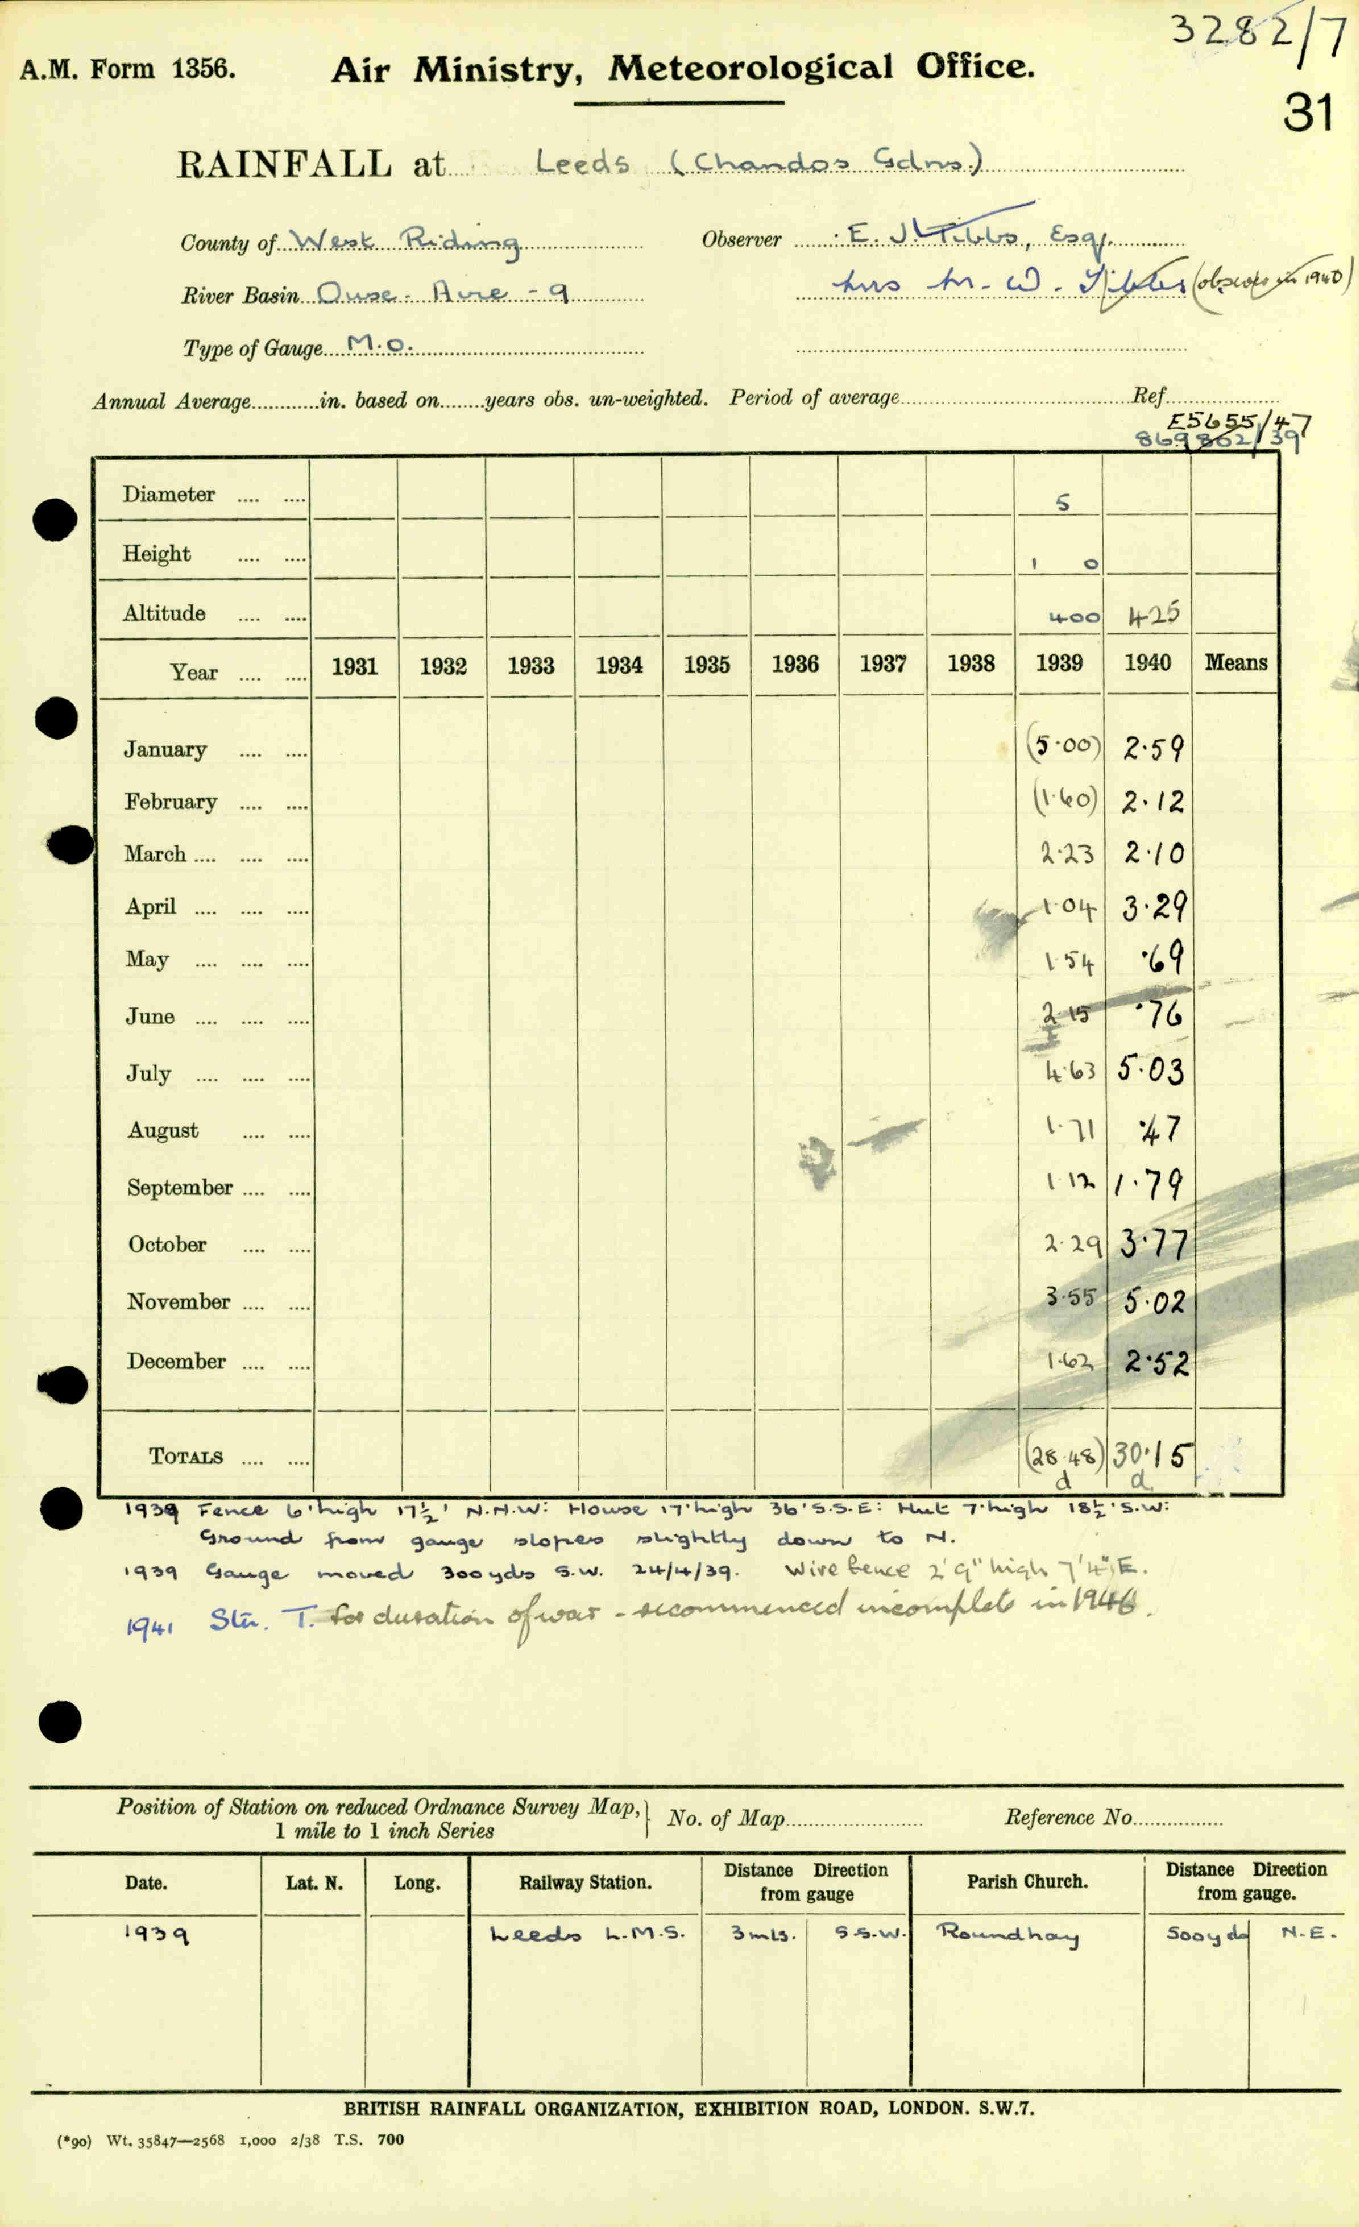 3282/7
A.M. Form 1356. Air Ministry, Meteorological Office.
31
RAINFALL at Leeds (Chandos Gdns.)
County of West Riding Observer E. J. Tibbs, Esq.
River Basin Ouse. Aire - 9 Mrs M. W. Tibbs (observer in 1940)
Type of Gauge M.O.
Annual Average............in. based on........years obs. un-weighted. Period of average.................Ref.................
E5655/47
869862/39
Diameter .... .... 5
Height .... .... 1 0
Altitude .... .... 400 425
Year .... .... 1931 1932 1933 1934 1935 1936 1937 1938 1939 1940 Means
January .... .... (5.00) 2.59
February .... .... (1.60) 2.12
March .... .... .... 2.23 2.10
April .... .... .... 1.04 3.29
May .... .... .... 1.54 .69
June .... .... .... 2.15 .76
July .... .... .... 4.63 5.03
August .... .... 1.71 .47
September .... .... 1.12 1.79
October .... .... 2.29 3.77
November .... .... 3.55 5.02
December .... .... 1.62 2.52
TOTALS .... .... (28.48) 30.15
d d
1939 Fence 6' high 17½' N.N.W: House 17' high 36' S.S.E: Hut 7' high 18½' S.W:
Ground from gauge slopes slightly down to N.
1939 Gauge moved 300 yds S.W. 24/4/39. Wire fence 2'9" high 7'4" E.
1941 Stn. T. for duration of war - recommenced incomplete in 1946.
Position of Station on reduced Ordnance Survey Map, 1 mile to 1 inch Series } No. of Map........................ Reference No.................
Date. Lat. N. Long. Railway Station. Distance Direction from gauge Parish Church. Distance Direction from gauge.
1939 Leeds L.M.S. 3 mls. S.S.W. Roundhay 500 yds N.E.
BRITISH RAINFALL ORGANIZATION, EXHIBITION ROAD, LONDON. S.W.7.
(*90) Wt. 35847—2568 1,000 2/38 T.S. 700